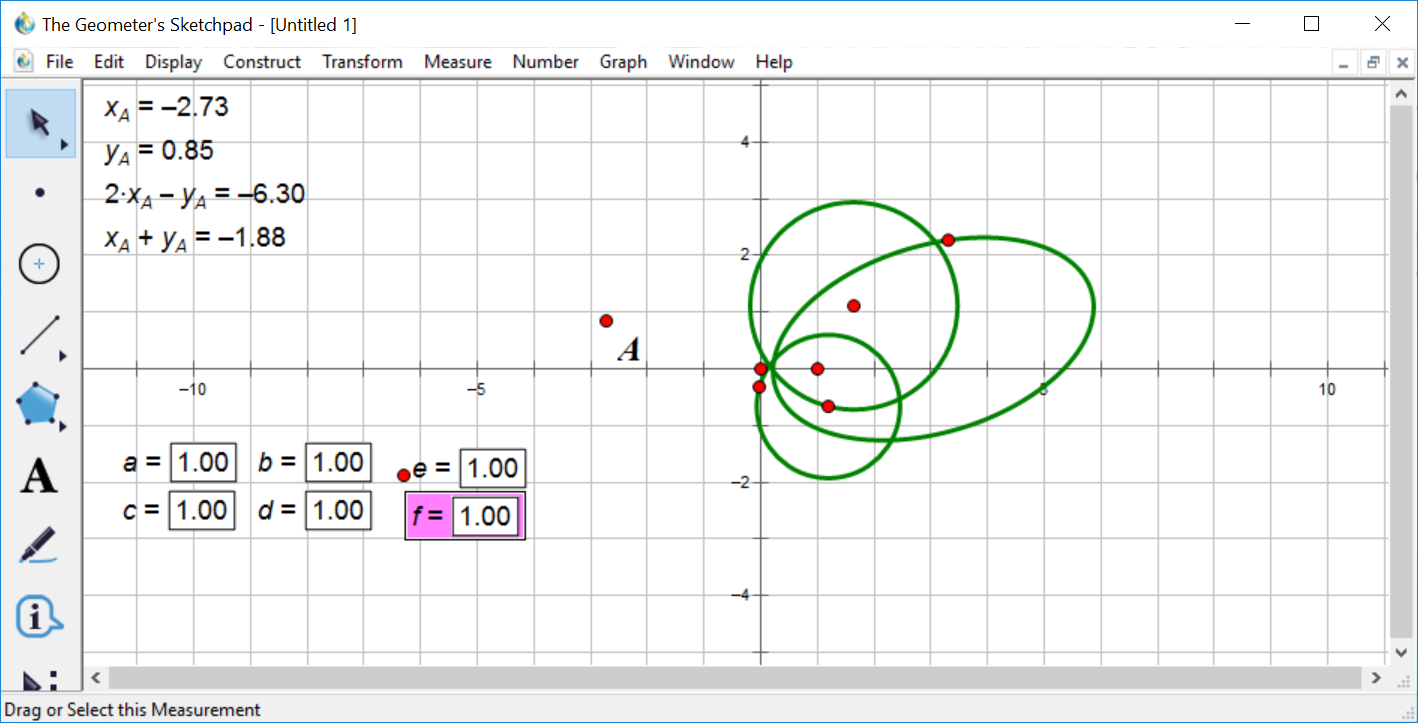 The Geometer's Sketchpad - [Untitled 1]
File Edit Display Construct Transform Measure Number Graph Window Help
x_A = –2.73
y_A = 0.85
2·x_A – y_A = –6.30
x_A + y_A = –1.88
4
2
A
–10 –5 5 10
a = 1.00 b = 1.00 e = 1.00
–2
c = 1.00 d = 1.00 f = 1.00
–4
A
i
Drag or Select this Measurement